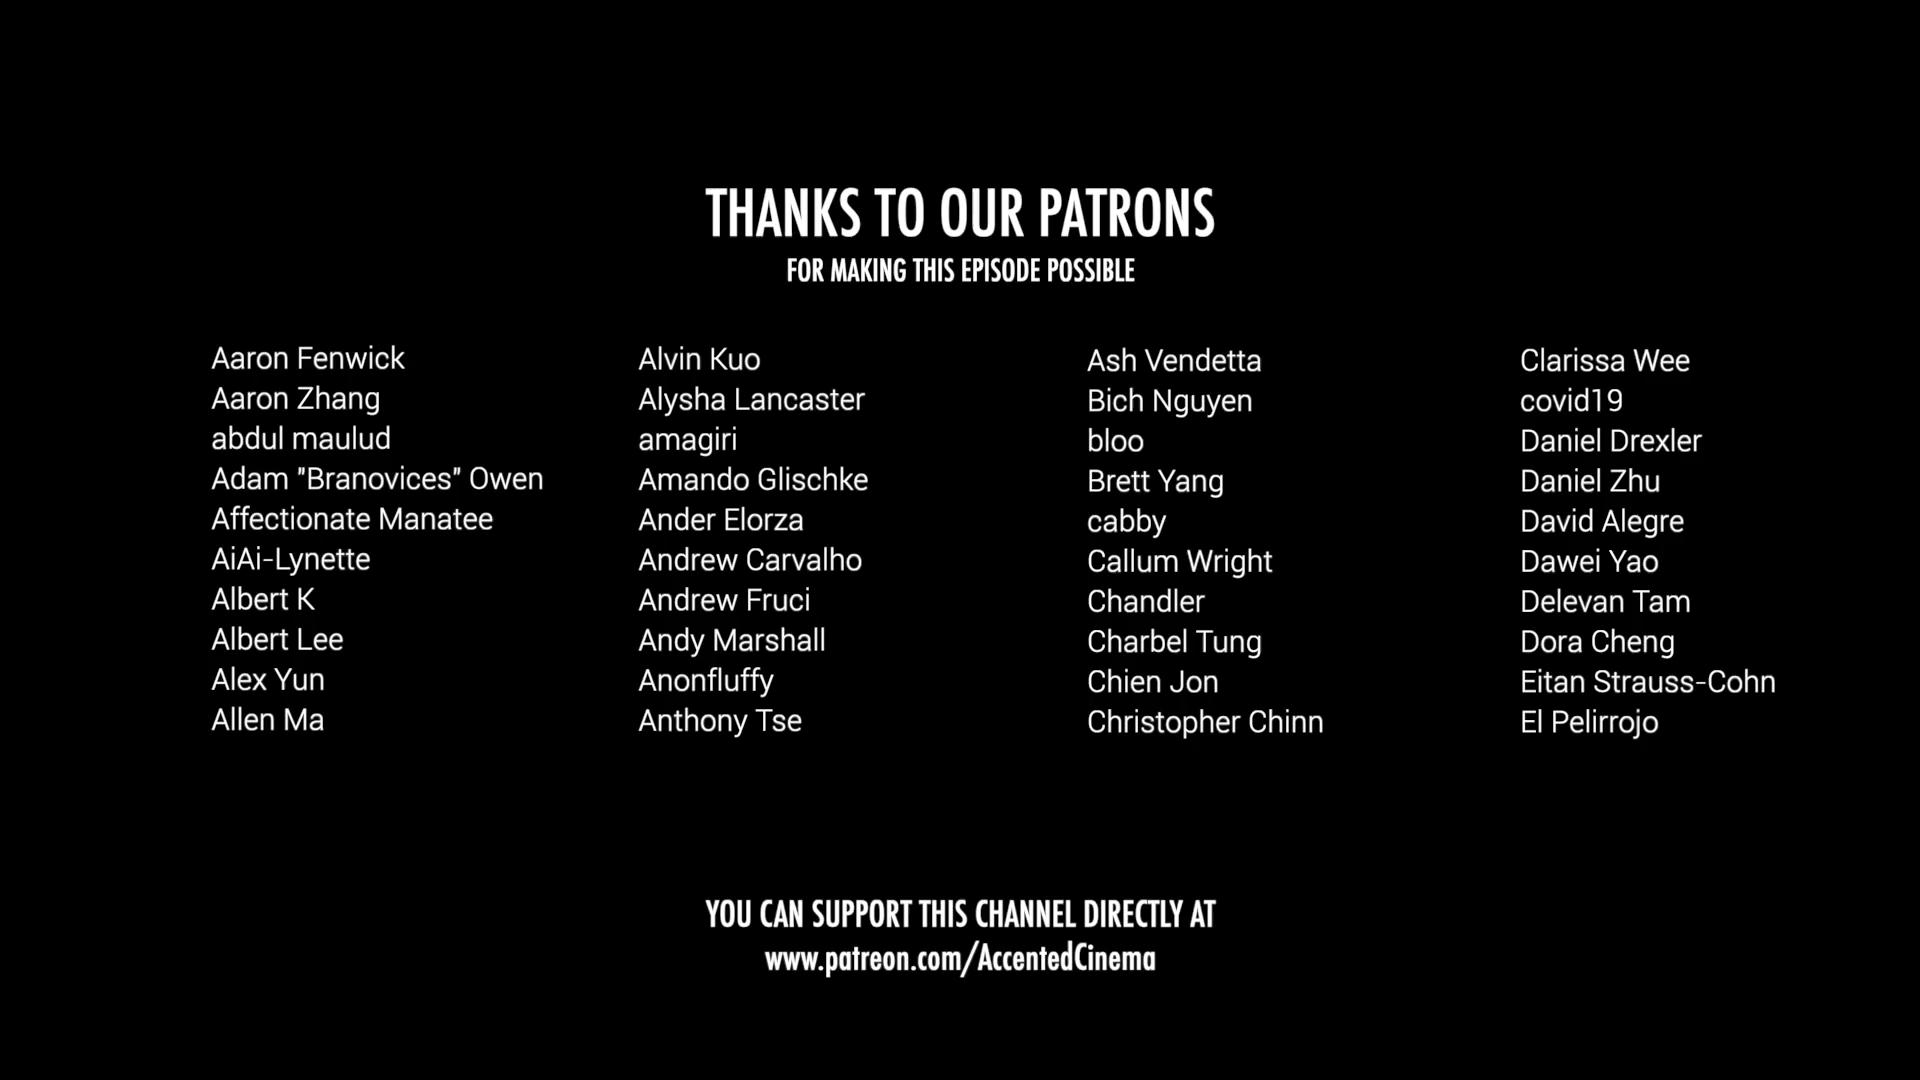 THANKS TO OUR PATRONS
FOR MAKING THIS EPISODE POSSIBLE
Aaron Fenwick
Aaron Zhang
abdul maulud
Adam "Branovices" Owen
Affectionate Manatee
AiAi-Lynette
Albert K
Albert Lee
Alex Yun
Allen Ma
Alvin Kuo
Alysha Lancaster
amagiri
Amando Glischke
Ander Elorza
Andrew Carvalho
Andrew Fruci
Andy Marshall
Anonfluffy
Anthony Tse
Ash Vendetta
Bich Nguyen
bloo
Brett Yang
cabby
Callum Wright
Chandler
Charbel Tung
Chien Jon
Christopher Chinn
Clarissa Wee
covid19
Daniel Drexler
Daniel Zhu
David Alegre
Dawei Yao
Delevan Tam
Dora Cheng
Eitan Strauss-Cohn
El Pelirrojo
YOU CAN SUPPORT THIS CHANNEL DIRECTLY AT
www.patreon.com/AccentedCinema